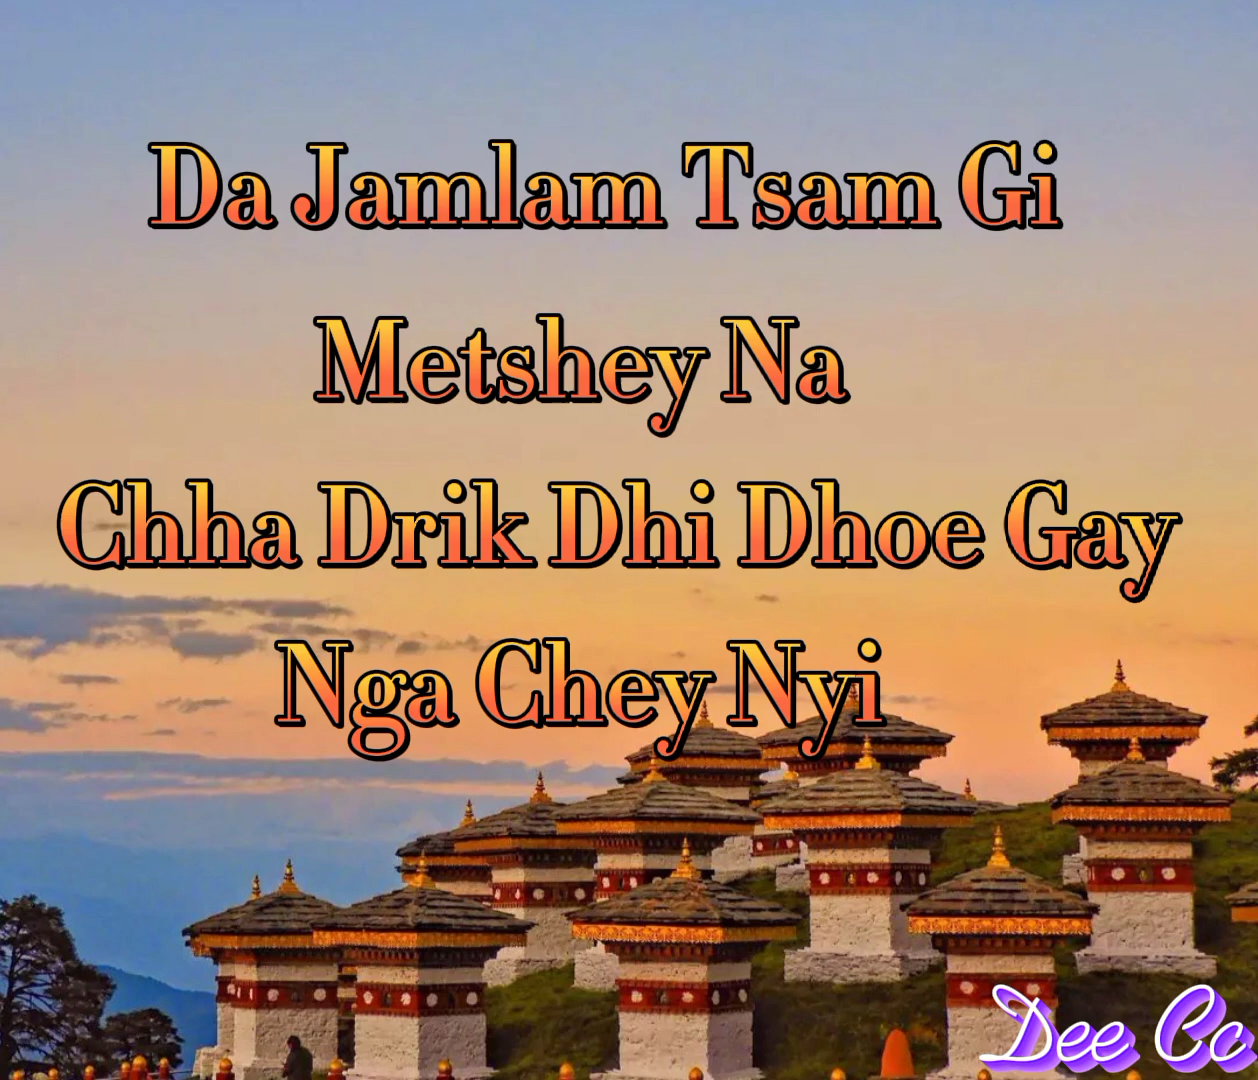 Da Jamlam Tsam Gi
Metshey Na
Chha Drik Dhi Dhoe Gay
Nga Chey Nyi
Dee Cc